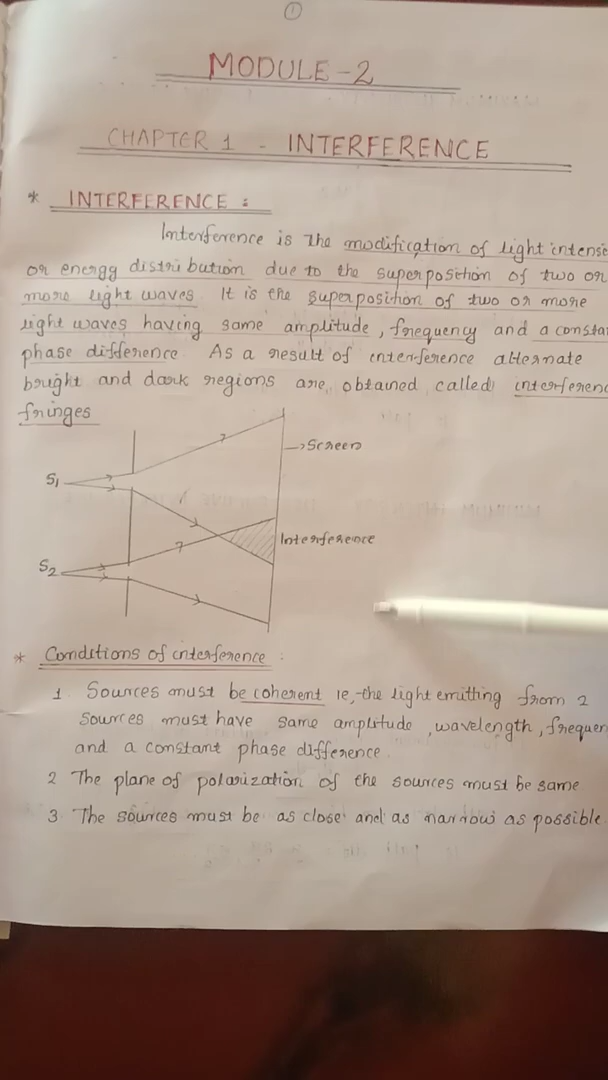 1
MODULE-2
CHAPTER 1 - INTERFERENCE
* INTERFERENCE :
Interference is the modification of light intens
or energy distribution due to the superposition of two or
more light waves. It is the superposition of two or more
light waves having same amplitude, frequency and a consta
phase difference. As a result of interference alternate
bright and dark regions are obtained called interferen
fringes
S1
→Screen
S2
Interference
* Conditions of interference :
1. Sources must be coherent ie, the light emitting from 2
sources must have same amplitude, wavelength, frequen
and a constant phase difference.
2 The plane of polarization of the sources must be same
3. The sources must be as close and as narrow as possible.